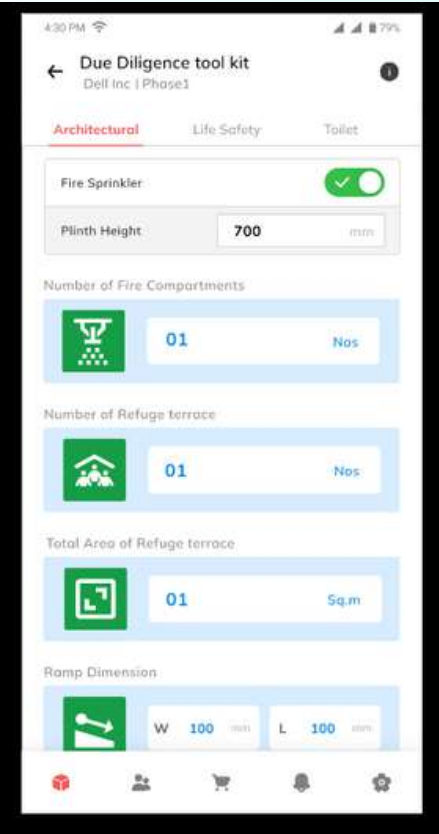 4:30 PM 79%
Due Diligence tool kit
Dell Inc | Phase1
Architectural Life Safety Toilet
Fire Sprinkler
Plinth Height 700 mm
Number of Fire Compartments
01 Nos
Number of Refuge terrace
01 Nos
Total Area of Refuge terrace
01 Sq.m
Ramp Dimension
W 100 mm L 100 mm